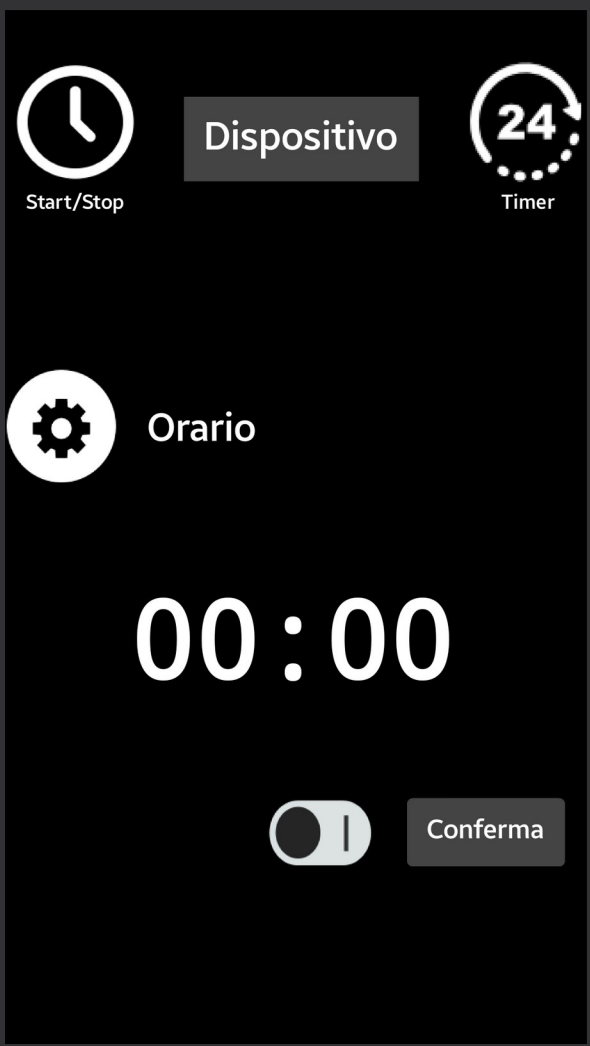 Dispositivo
24
Start/Stop
Timer
Orario
00:00
Conferma